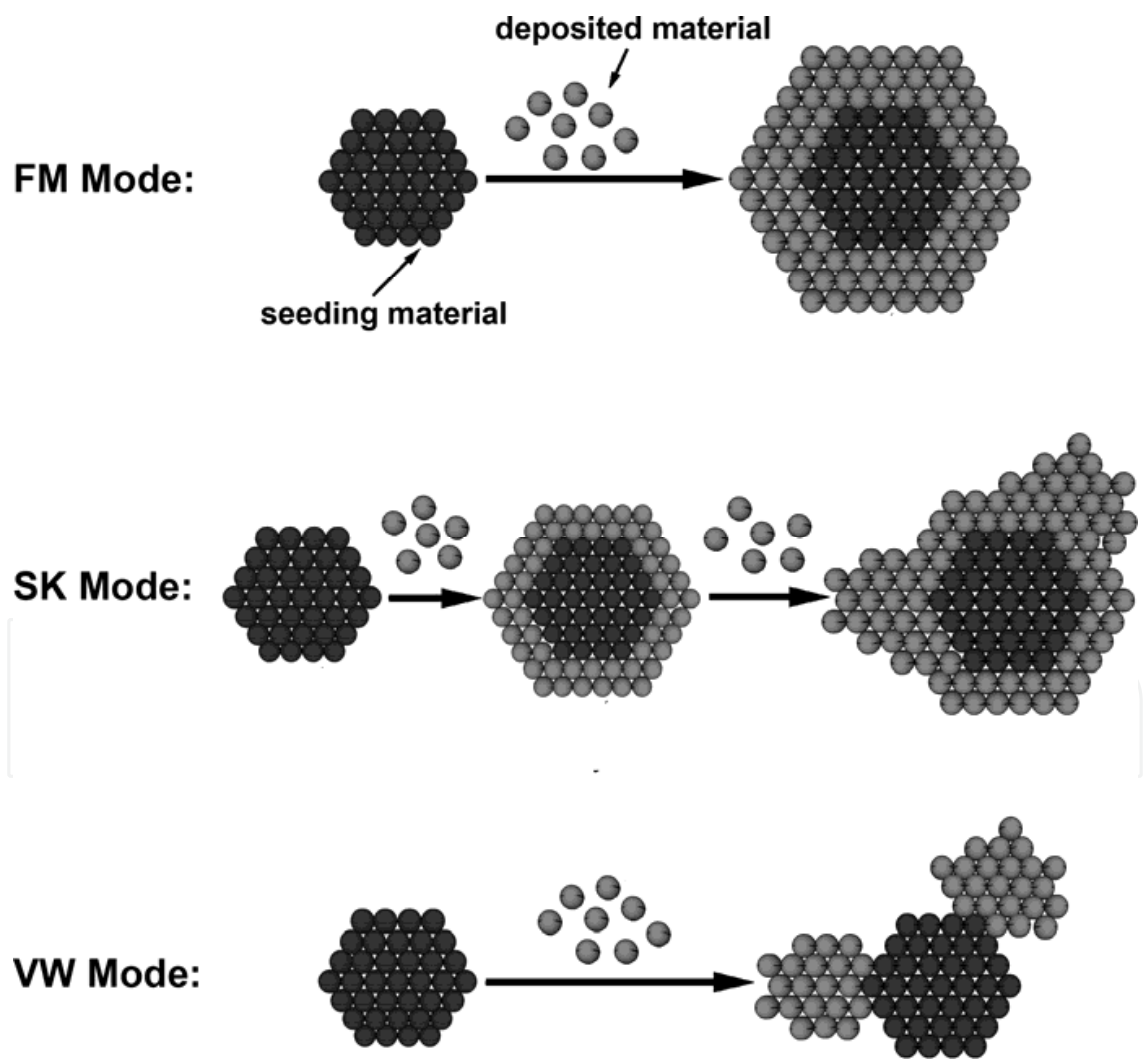 deposited material
FM Mode:
seeding material
SK Mode:
VW Mode: